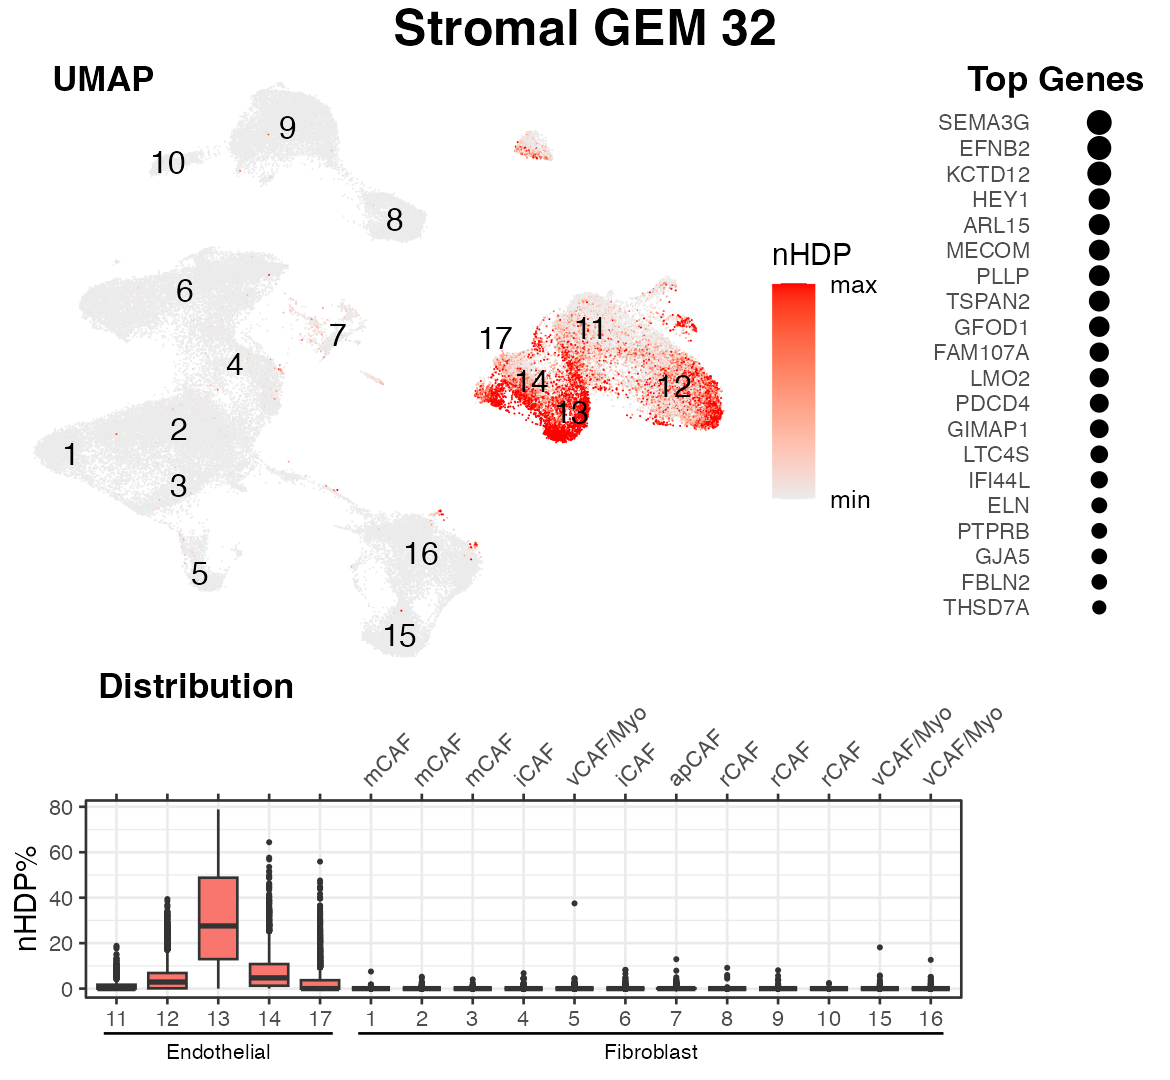 Stromal GEM 32
UMAP
9
10
8
6
7
4
2
1
3
5
16
15
17
11
14
12
13
nHDP
max
min
Top Genes
SEMA3G
EFNB2
KCTD12
HEY1
ARL15
MECOM
PLLP
TSPAN2
GFOD1
FAM107A
LMO2
PDCD4
GIMAP1
LTC4S
IFI44L
ELN
PTPRB
GJA5
FBLN2
THSD7A
Distribution
mCAF mCAF mCAF iCAF vCAF/Myo iCAF apCAF rCAF rCAF rCAF vCAF/Myo vCAF/Myo
nHDP%
80
60
40
20
0
11 12 13 14 17 1 2 3 4 5 6 7 8 9 10 15 16
Endothelial Fibroblast